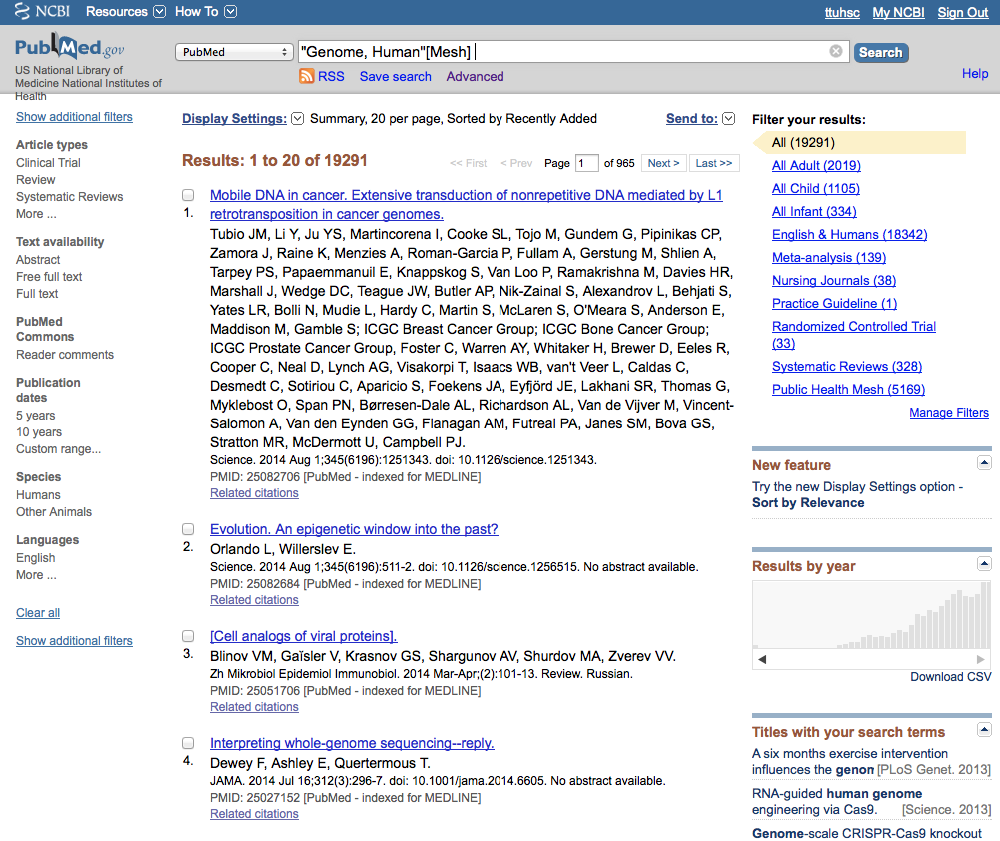 NCBI Resources How To ttuhsc My NCBI Sign Out
PubMed.gov
US National Library of
Medicine National Institutes of
Health
PubMed "Genome, Human"[Mesh] Search
RSS Save search Advanced Help
Show additional filters
Article types
Clinical Trial
Review
Systematic Reviews
More ...
Text availability
Abstract
Free full text
Full text
PubMed
Commons
Reader comments
Publication
dates
5 years
10 years
Custom range...
Species
Humans
Other Animals
Languages
English
More ...
Clear all
Show additional filters
Display Settings: Summary, 20 per page, Sorted by Recently Added Send to:
Results: 1 to 20 of 19291 << First < Prev Page 1 of 965 Next > Last >>
Mobile DNA in cancer. Extensive transduction of nonrepetitive DNA mediated by L1
1. retrotransposition in cancer genomes.
Tubio JM, Li Y, Ju YS, Martincorena I, Cooke SL, Tojo M, Gundem G, Pipinikas CP,
Zamora J, Raine K, Menzies A, Roman-Garcia P, Fullam A, Gerstung M, Shlien A,
Tarpey PS, Papaemmanuil E, Knappskog S, Van Loo P, Ramakrishna M, Davies HR,
Marshall J, Wedge DC, Teague JW, Butler AP, Nik-Zainal S, Alexandrov L, Behjati S,
Yates LR, Bolli N, Mudie L, Hardy C, Martin S, McLaren S, O'Meara S, Anderson E,
Maddison M, Gamble S; ICGC Breast Cancer Group; ICGC Bone Cancer Group;
ICGC Prostate Cancer Group, Foster C, Warren AY, Whitaker H, Brewer D, Eeles R,
Cooper C, Neal D, Lynch AG, Visakorpi T, Isaacs WB, van't Veer L, Caldas C,
Desmedt C, Sotiriou C, Aparicio S, Foekens JA, Eyfjörd JE, Lakhani SR, Thomas G,
Myklebost O, Span PN, Børresen-Dale AL, Richardson AL, Van de Vijver M, Vincent-
Salomon A, Van den Eynden GG, Flanagan AM, Futreal PA, Janes SM, Bova GS,
Stratton MR, McDermott U, Campbell PJ.
Science. 2014 Aug 1;345(6196):1251343. doi: 10.1126/science.1251343.
PMID: 25082706 [PubMed - indexed for MEDLINE]
Related citations
Evolution. An epigenetic window into the past?
2. Orlando L, Willerslev E.
Science. 2014 Aug 1;345(6196):511-2. doi: 10.1126/science.1256515. No abstract available.
PMID: 25082684 [PubMed - indexed for MEDLINE]
Related citations
[Cell analogs of viral proteins].
3. Blinov VM, Gaïsler V, Krasnov GS, Shargunov AV, Shurdov MA, Zverev VV.
Zh Mikrobiol Epidemiol Immunobiol. 2014 Mar-Apr;(2):101-13. Review. Russian.
PMID: 25051706 [PubMed - indexed for MEDLINE]
Related citations
Interpreting whole-genome sequencing--reply.
4. Dewey F, Ashley E, Quertermous T.
JAMA. 2014 Jul 16;312(3):296-7. doi: 10.1001/jama.2014.6605. No abstract available.
PMID: 25027152 [PubMed - indexed for MEDLINE]
Related citations
Filter your results:
All (19291)
All Adult (2019)
All Child (1105)
All Infant (334)
English & Humans (18342)
Meta-analysis (139)
Nursing Journals (38)
Practice Guideline (1)
Randomized Controlled Trial
(33)
Systematic Reviews (328)
Public Health Mesh (5169)
Manage Filters
New feature
Try the new Display Settings option -
Sort by Relevance
Results by year
Download CSV
Titles with your search terms
A six months exercise intervention
influences the genom [PLoS Genet. 2013]
RNA-guided human genome
engineering via Cas9. [Science. 2013]
Genome-scale CRISPR-Cas9 knockout